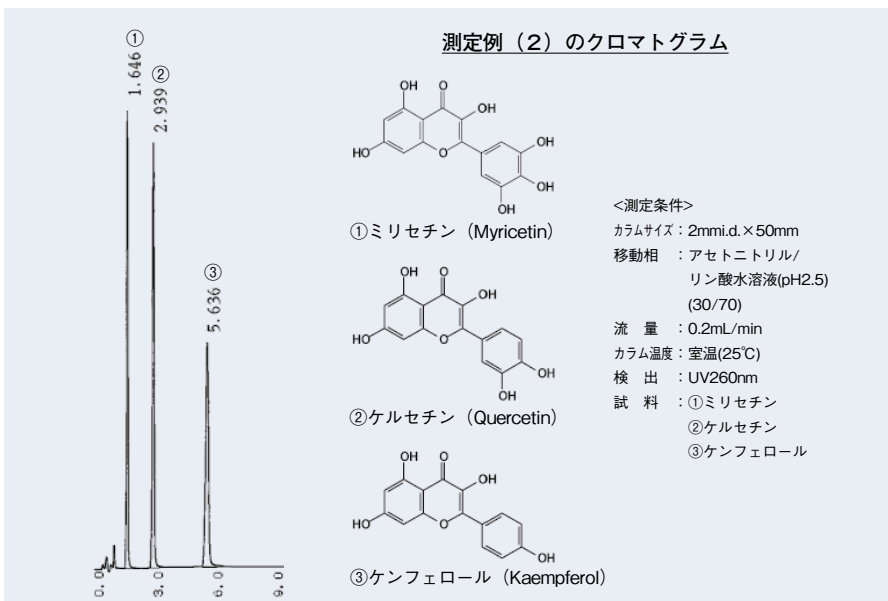 測定例（2）のクロマトグラム
①
1.646
②
2.939
③
5.636
0.0
3.0
6.0
9.0
OH
O
OH
HO
O
OH
OH
OH
①ミリセチン（Myricetin）
OH
O
OH
HO
O
OH
OH
②ケルセチン（Quercetin）
OH
O
OH
HO
O
OH
③ケンフェロール（Kaempferol）
<測定条件>
カラムサイズ：2mmi.d.×50mm
移動相　：アセトニトリル/
リン酸水溶液(pH2.5)
(30/70)
流　量　：0.2mL/min
カラム温度：室温(25℃)
検　出　：UV260nm
試　料　：①ミリセチン
②ケルセチン
③ケンフェロール